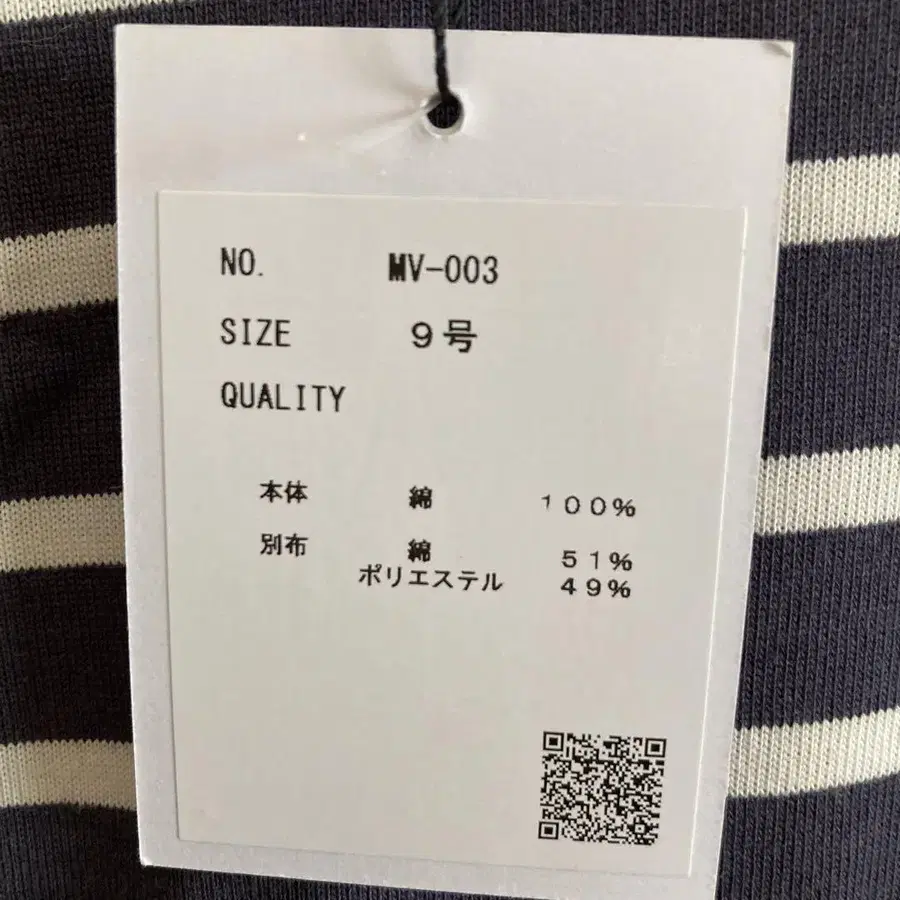 NO. MV-003
SIZE ９号
QUALITY
本体 綿 １００%
別布 綿 ５１%
ポリエステル ４９%